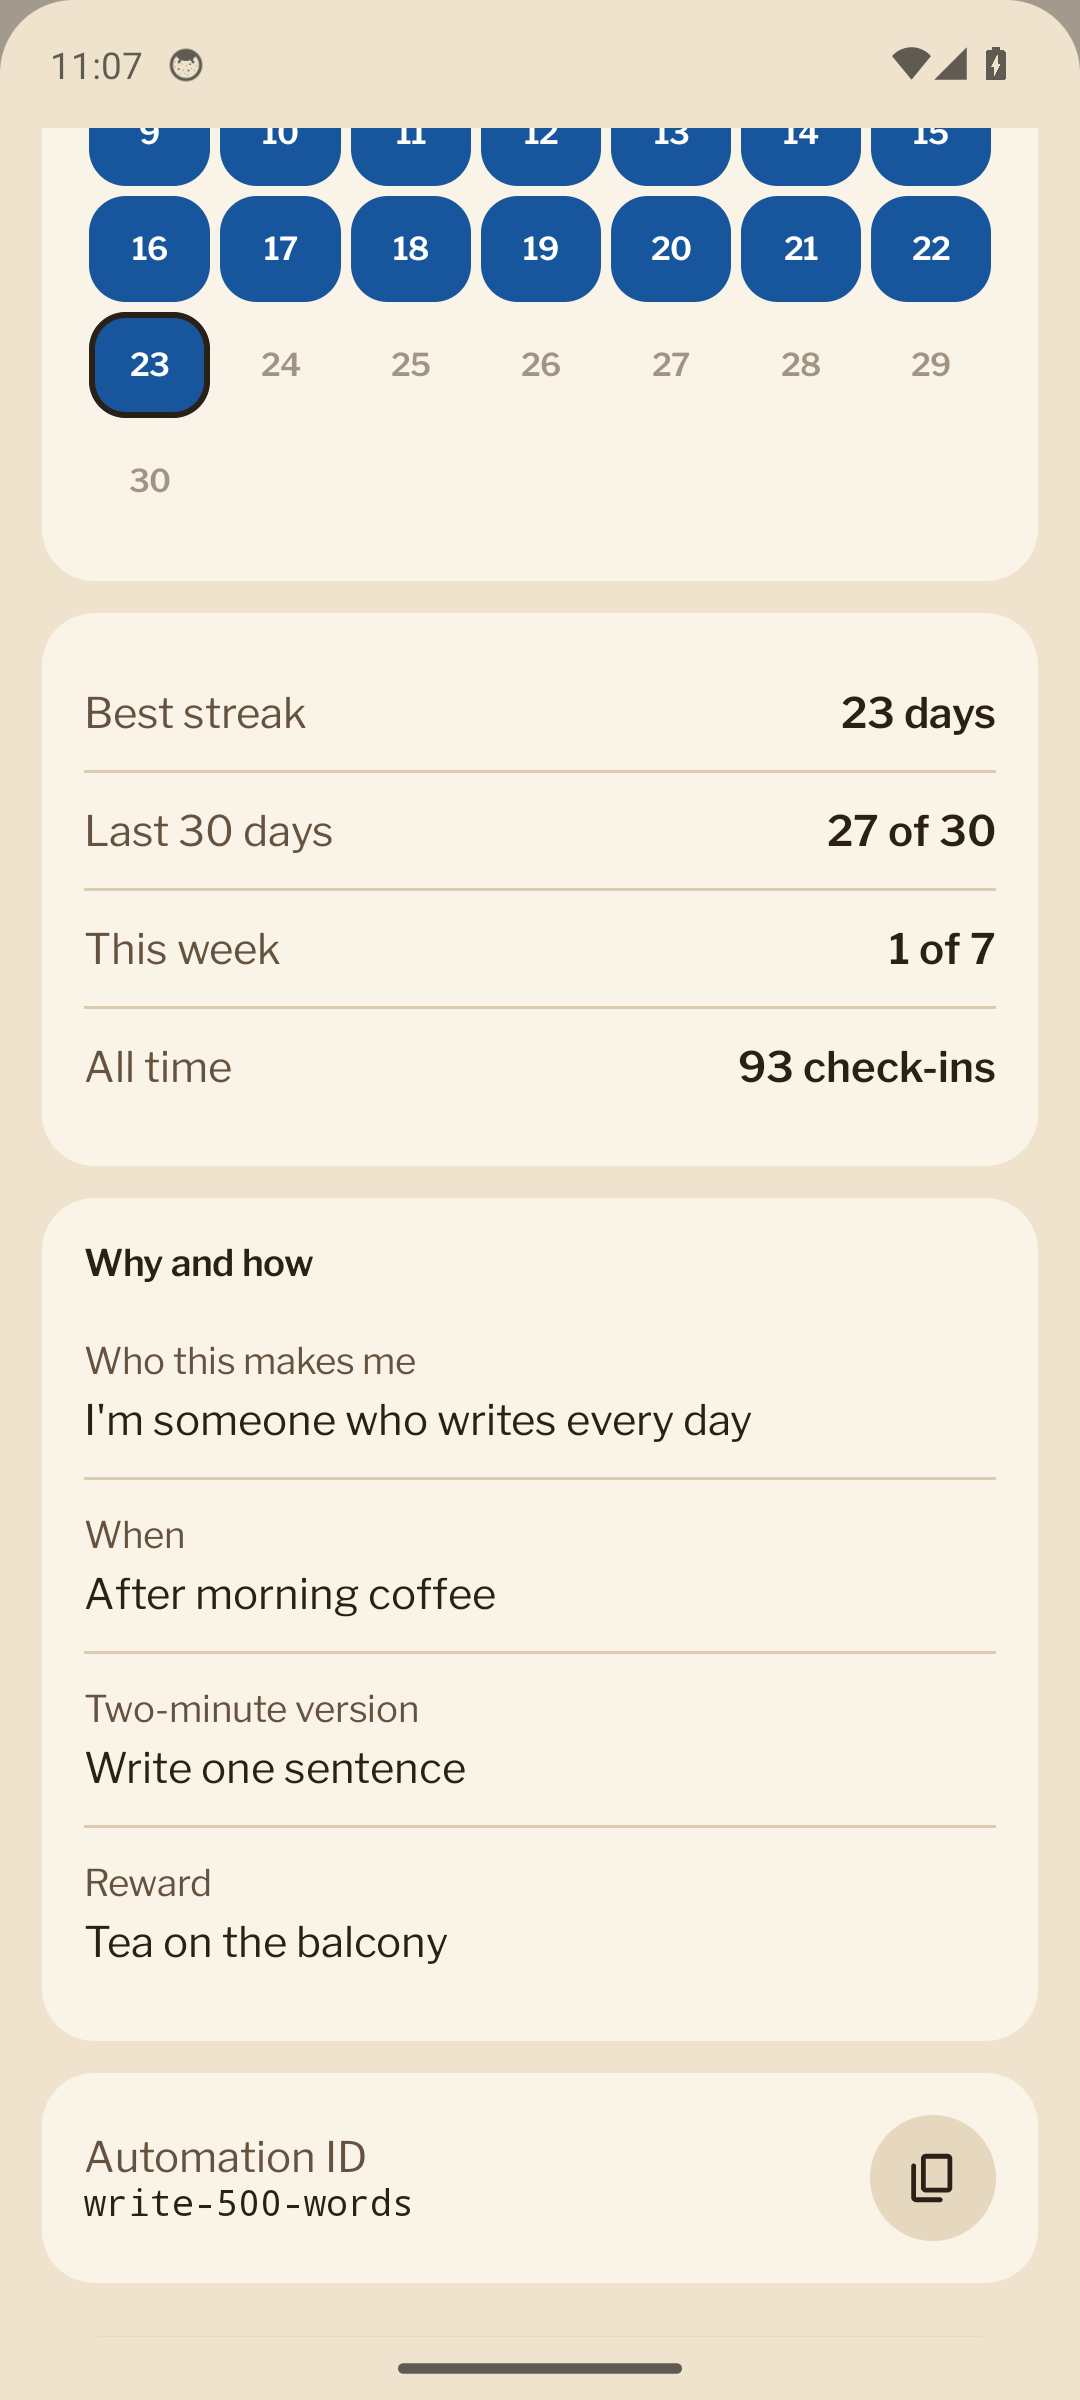 11:07
9 10 11 12 13 14 15
16 17 18 19 20 21 22
23 24 25 26 27 28 29
30
Best streak 23 days
Last 30 days 27 of 30
This week 1 of 7
All time 93 check-ins
Why and how
Who this makes me
I'm someone who writes every day
When
After morning coffee
Two-minute version
Write one sentence
Reward
Tea on the balcony
Automation ID
write-500-words